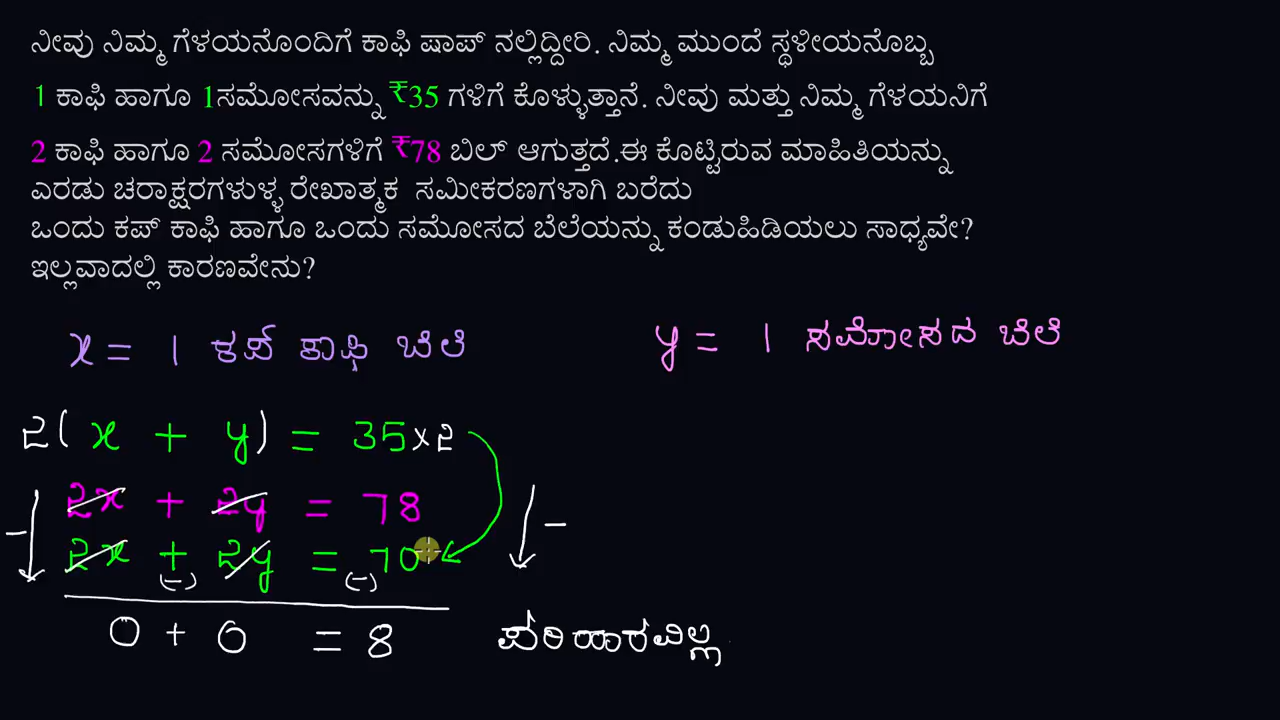 ನೀವು ನಿಮ್ಮ ಗೆಳಯನೊಂದಿಗೆ ಕಾಫಿ ಷಾಪ್ ನಲ್ಲಿದ್ದೀರಿ. ನಿಮ್ಮ ಮುಂದೆ ಸ್ಥಳೀಯನೊಬ್ಬ
1 ಕಾಫಿ ಹಾಗೂ 1ಸಮೋಸವನ್ನು ₹35 ಗಳಿಗೆ ಕೊಳ್ಳುತ್ತಾನೆ. ನೀವು ಮತ್ತು ನಿಮ್ಮ ಗೆಳಯನಿಗೆ
2 ಕಾಫಿ ಹಾಗೂ 2 ಸಮೋಸಗಳಿಗೆ ₹78 ಬಿಲ್ ಆಗುತ್ತದೆ.ಈ ಕೊಟ್ಟಿರುವ ಮಾಹಿತಿಯನ್ನು
ಎರಡು ಚರಾಕ್ಷರಗಳುಳ್ಳ ರೇಖಾತ್ಮಕ ಸಮೀಕರಣಗಳಾಗಿ ಬರೆದು
ಒಂದು ಕಪ್ ಕಾಫಿ ಹಾಗೂ ಒಂದು ಸಮೋಸದ ಬೆಲೆಯನ್ನು ಕಂಡುಹಿಡಿಯಲು ಸಾಧ್ಯವೇ?
ಇಲ್ಲವಾದಲ್ಲಿ ಕಾರಣವೇನು?
x = 1 ಕಪ್ ಕಾಫಿ ಬೆಲೆ y = 1 ಸಮೋಸದ ಬೆಲೆ
2( x + y ) = 35 × 2
2x + 2y = 78
2x + 2y = 70
(-) (-)
0 + 0 = 8 ಪರಿಹಾರವಿಲ್ಲ